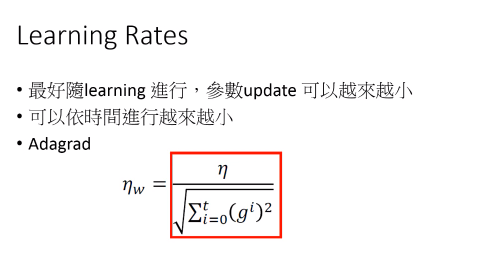 Learning Rates
• 最好隨learning 進行，參數update 可以越來越小
• 可以依時間進行越來越小
• Adagrad
η_w = η / √(Σ_{i=0}^{t}(g^i)^2)